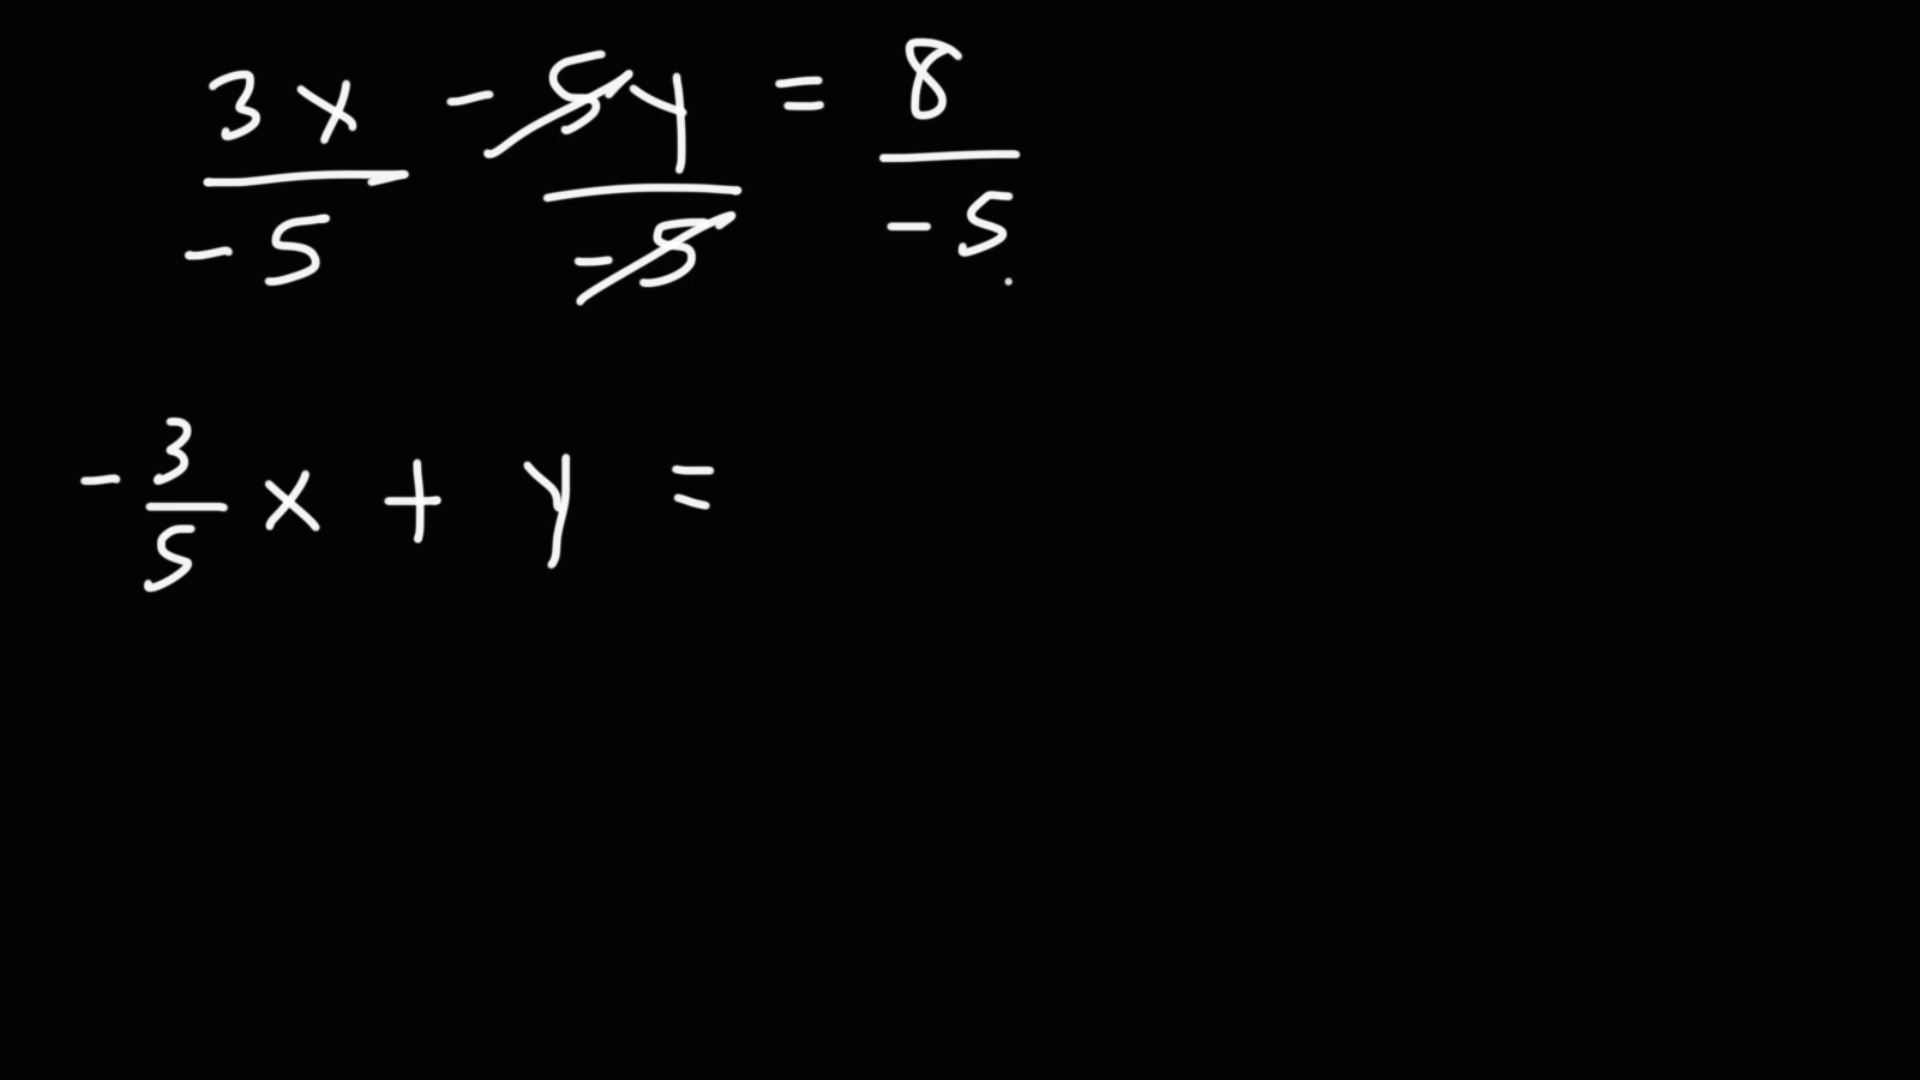 3x - 5y = 8
-5 -5 -5
- 3/5 x + y =